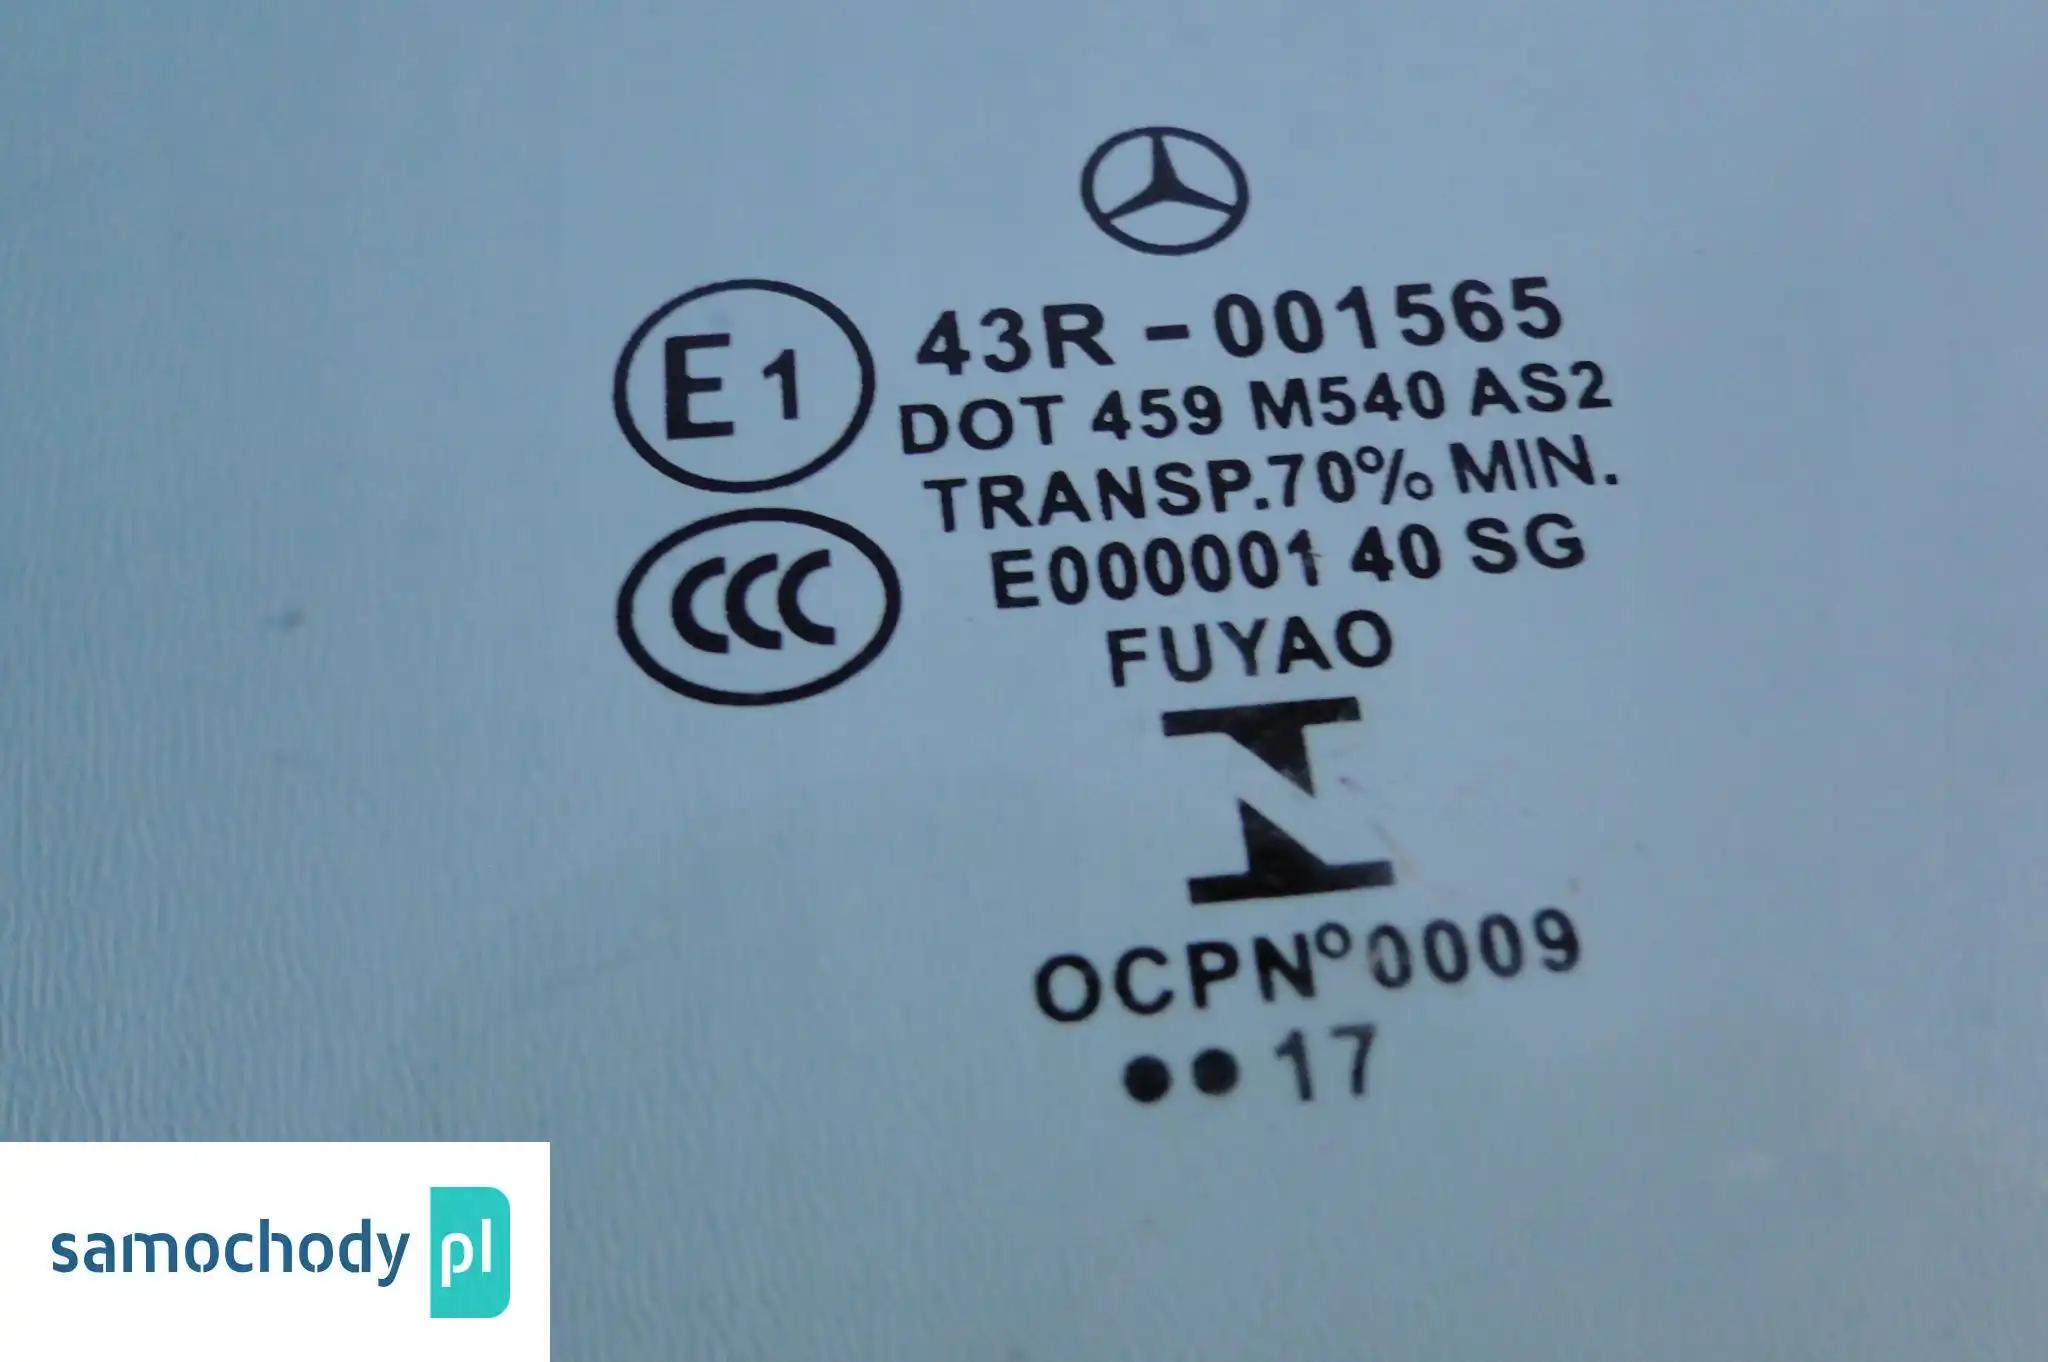 E1
43R-001565
DOT 459 M540 AS2
TRANSP.70% MIN.
E000001 40 SG
CCC
FUYAO
OCPN°0009
●●17
samochody pl